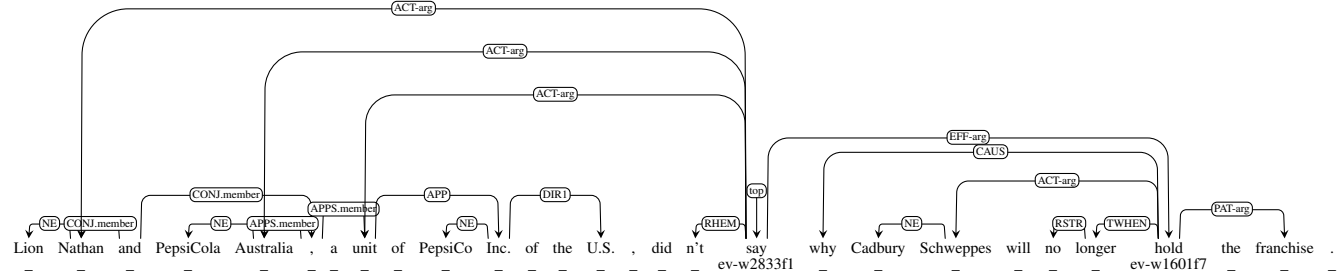 ACT-arg
ACT-arg
ACT-arg
EFF-arg
CAUS
ACT-arg
CONJ.member APP DIR1 top
APPS.member PAT-arg
NE CONJ.member NE APPS.member NE RHEM NE RSTR TWHEN
Lion Nathan and PepsiCola Australia , a unit of PepsiCo Inc. of the U.S. , did n't say why Cadbury Schweppes will no longer hold the franchise .
_ _ _ _ _ _ _ _ _ _ _ _ _ _ _ _ _ ev-w2833f1 _ _ _ _ _ _ ev-w1601f7 _ _ _